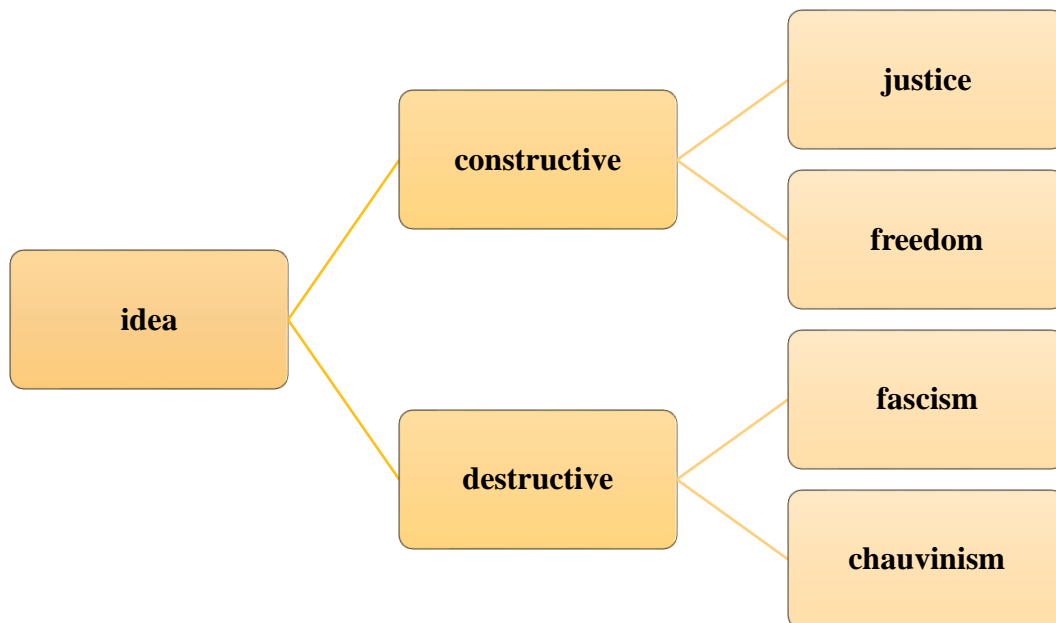 idea
constructive
justice
freedom
destructive
fascism
chauvinism